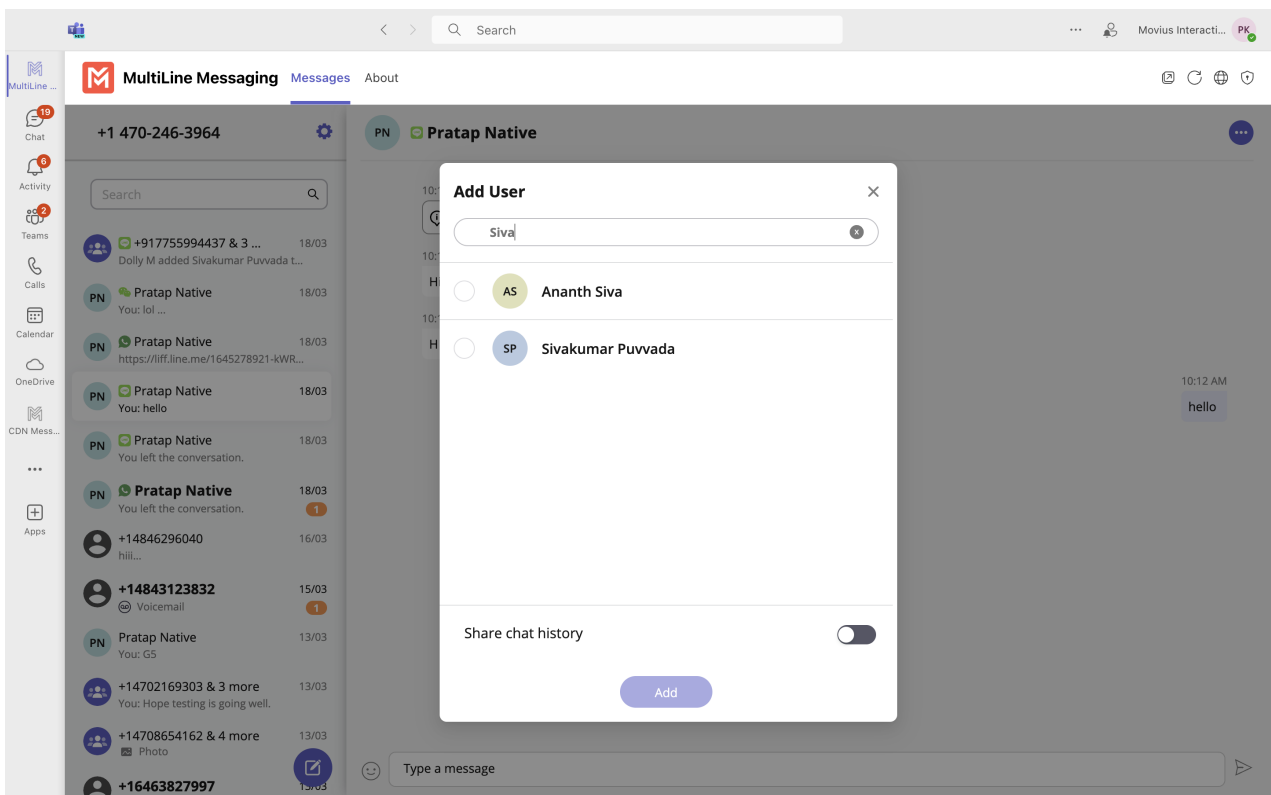 NEW
Search
Movius Interacti...
PK
MultiLine ...
19
Chat
6
Activity
2
Teams
Calls
Calendar
OneDrive
CDN Mess...
Apps
MultiLine Messaging
Messages
About
+1 470-246-3964
Search
+917755994437 & 3 ...
18/03
Dolly M added Sivakumar Puvvada t...
PN
Pratap Native
18/03
You: lol ...
PN
Pratap Native
18/03
https://liff.line.me/1645278921-kWR...
PN
Pratap Native
18/03
You: hello
PN
Pratap Native
18/03
You left the conversation.
PN
Pratap Native
18/03
You left the conversation.
1
+14846296040
16/03
hiii...
+14843123832
15/03
Voicemail
1
PN
Pratap Native
13/03
You: G5
+14702169303 & 3 more
13/03
You: Hope testing is going well.
+14708654162 & 4 more
13/03
Photo
+16463827997
13/03
PN
Pratap Native
10:
10:
10:
Add User
Siva
AS
Ananth Siva
SP
Sivakumar Puvvada
Share chat history
Add
10:12 AM
hello
Type a message